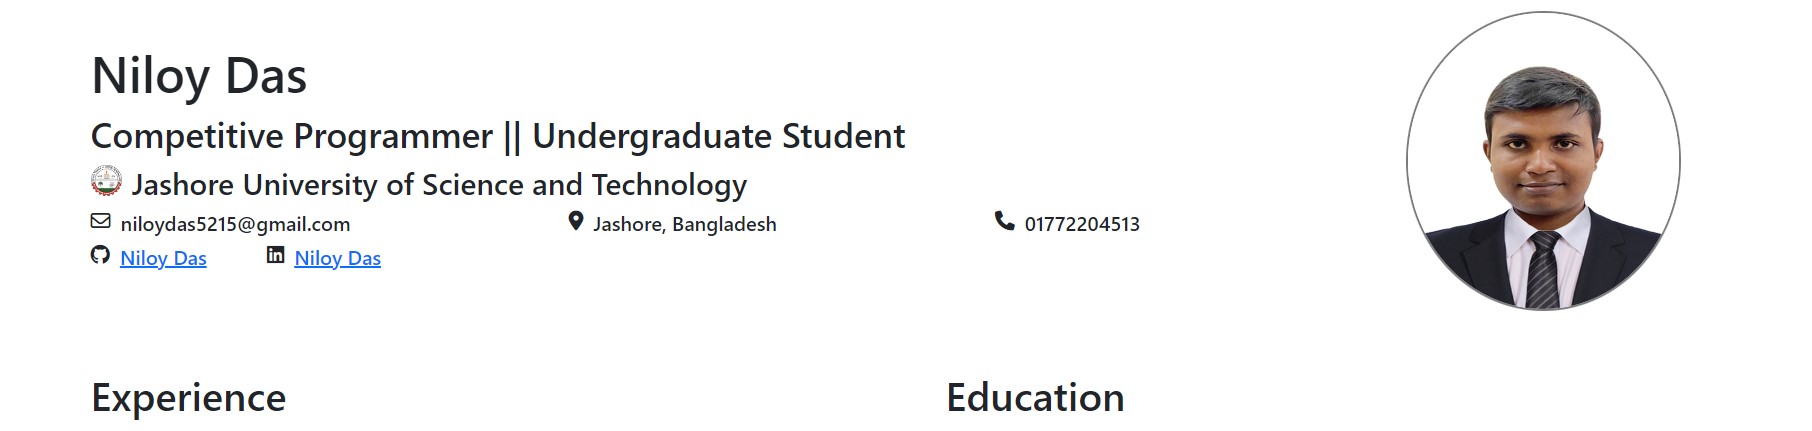 Niloy Das
Competitive Programmer || Undergraduate Student
Jashore University of Science and Technology
niloydas5215@gmail.com Jashore, Bangladesh 01772204513
Niloy Das Niloy Das
Experience Education